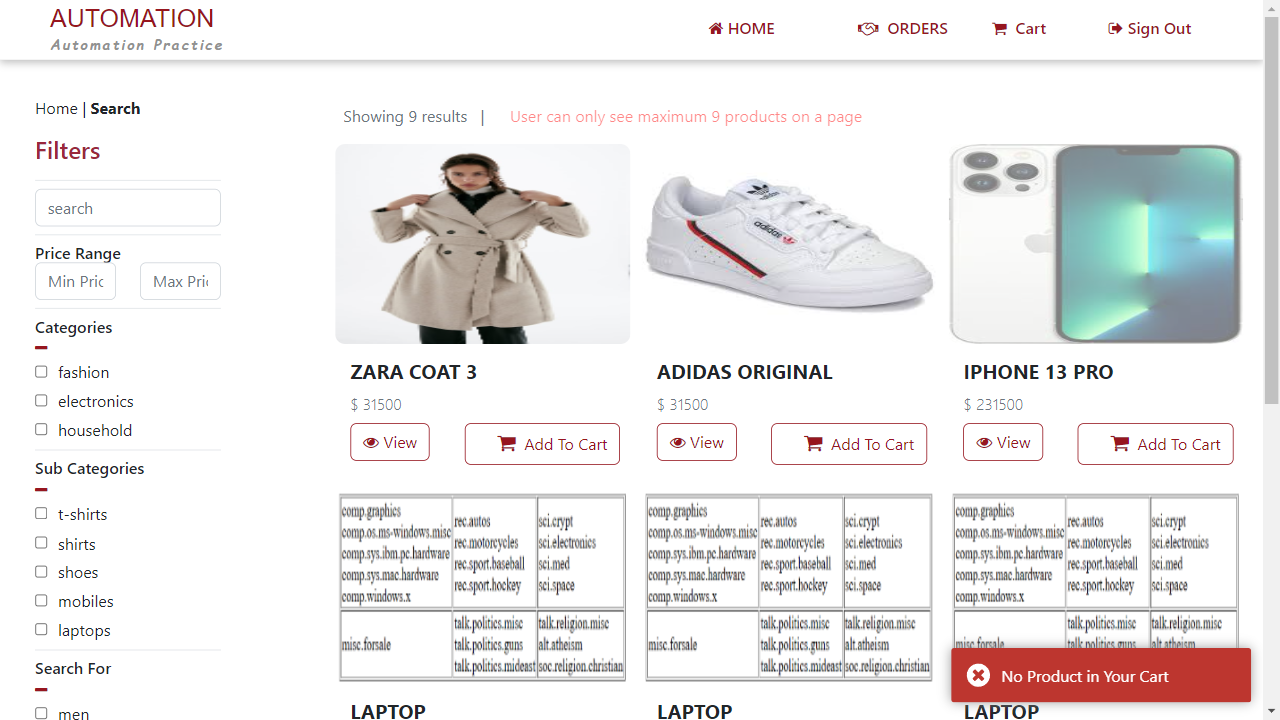 AUTOMATION
Automation Practice
HOME
ORDERS
Cart
Sign Out
Home | Search
Filters
search
Price Range
Min Pric
Max Pric
Categories
fashion
electronics
household
Sub Categories
t-shirts
shirts
shoes
mobiles
laptops
Search For
men
Showing 9 results |
User can only see maximum 9 products on a page
adidas
ZARA COAT 3
$ 31500
View
Add To Cart
ADIDAS ORIGINAL
$ 31500
View
Add To Cart
IPHONE 13 PRO
$ 231500
View
Add To Cart
comp.graphics
comp.os.ms-windows.misc
comp.sys.ibm.pc.hardware
comp.sys.mac.hardware
comp.windows.x
rec.autos
rec.motorcycles
rec.sport.baseball
rec.sport.hockey
sci.crypt
sci.electronics
sci.med
sci.space
misc.forsale
talk.politics.misc
talk.politics.guns
talk.politics.mideast
talk.religion.misc
alt.atheism
soc.religion.christian
LAPTOP
comp.graphics
comp.os.ms-windows.misc
comp.sys.ibm.pc.hardware
comp.sys.mac.hardware
comp.windows.x
rec.autos
rec.motorcycles
rec.sport.baseball
rec.sport.hockey
sci.crypt
sci.electronics
sci.med
sci.space
misc.forsale
talk.politics.misc
talk.politics.guns
talk.politics.mideast
talk.religion.misc
alt.atheism
soc.religion.christian
LAPTOP
comp.graphics
comp.os.ms-windows.misc
comp.sys.ibm.pc.hardware
comp.sys.mac.hardware
comp.windows.x
rec.autos
rec.motorcycles
rec.sport.baseball
rec.sport.hockey
sci.crypt
sci.electronics
sci.med
sci.space
misc.forsale
talk.politics.misc
talk.politics.guns
talk.religion.misc
alt.atheism
No Product in Your Cart
LAPTOP